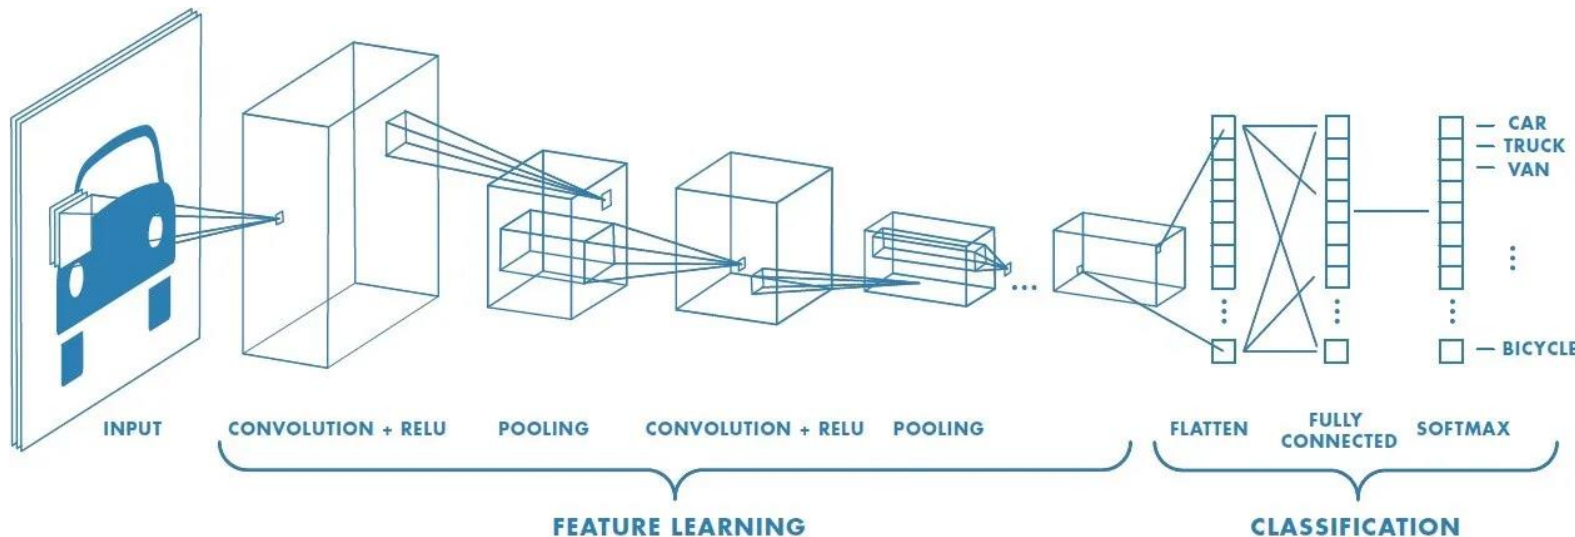 CAR
TRUCK
VAN
BICYCLE
INPUT
CONVOLUTION + RELU
POOLING
CONVOLUTION + RELU
POOLING
FLATTEN
FULLY
CONNECTED
SOFTMAX
FEATURE LEARNING
CLASSIFICATION